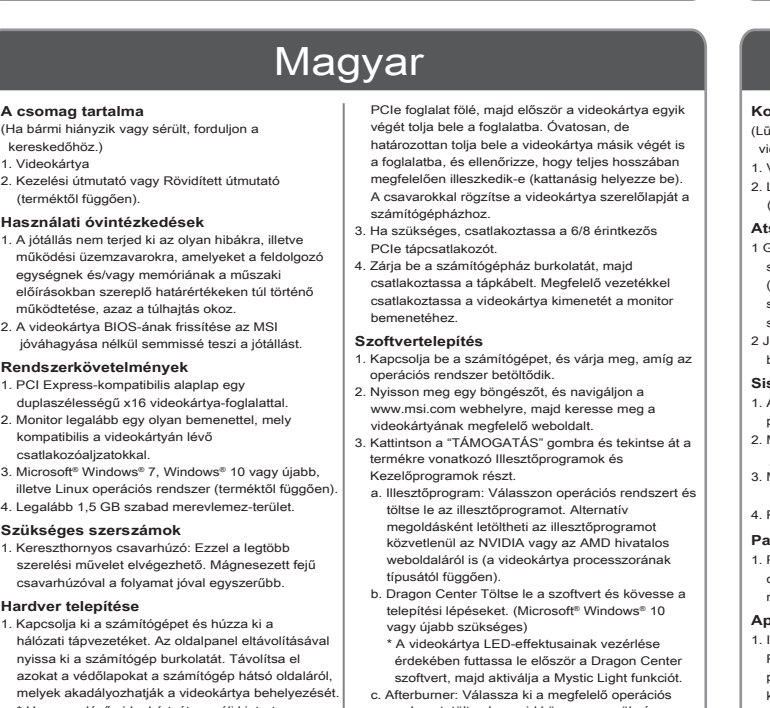 Magyar
A csomag tartalma
(Ha bármi hiányzik vagy sérült, forduljon a
kereskedőhöz.)
1. Videokártya
2. Kezelési útmutató vagy Rövidített útmutató
(terméktől függően).
Használati óvintézkedések
1. A jótállás nem terjed ki az olyan hibákra, illetve
működési üzemzavarokra, amelyeket a feldolgozó
egységnek és/vagy memóriának a műszaki
előírásokban szereplő határértékeken túl történő
működtetése, azaz a túlhajtás okoz.
2. A videokártya BIOS-ának frissítése az MSI
jóváhagyása nélkül semmissé teszi a jótállást.
Rendszerkövetelmények
1. PCI Express-kompatibilis alaplap egy
duplaszélességű x16 videokártya-foglalattal.
2. Monitor legalább egy olyan bemenettel, mely
kompatibilis a videokártyán lévő
csatlakozóaljzatokkal.
3. Microsoft® Windows® 7, Windows® 10 vagy újabb,
illetve Linux operációs rendszer (terméktől függően).
4. Legalább 1,5 GB szabad merevlemez-terület.
Szükséges szerszámok
1. Kereszthornyos csavarhúzó: Ezzel a legtöbb
szerelési művelet elvégezhető. Mágnesezett fejű
csavarhúzóval a folyamat jóval egyszerűbb.
Hardver telepítése
1. Kapcsolja ki a számítógépet és húzza ki a
hálózati tápvezetéket. Az oldalpanel eltávolításával
nyissa ki a számítógép burkolatát. Távolítsa el
azokat a védőlapokat a számítógép hátsó oldaláról,
melyek akadályozhatják a videokártya behelyezését.
PCIe foglalat fölé, majd először a videokártya egyik
végét tolja bele a foglalatba. Óvatosan, de
határozottan tolja bele a videokártya másik végét is
a foglalatba, és ellenőrizze, hogy teljes hosszában
megfelelően illeszkedik-e (kattanásig helyezze be).
A csavarokkal rögzítse a videokártya szerelőlapját a
számítógépházhoz.
3. Ha szükséges, csatlakoztassa a 6/8 érintkezős
PCIe tápcsatlakozót.
4. Zárja be a számítógépház burkolatát, majd
csatlakoztassa a tápkábelt. Megfelelő vezetékkel
csatlakoztassa a videokártya kimenetét a monitor
bemenetéhez.
Szoftvertelepítés
1. Kapcsolja be a számítógépet, és várja meg, amíg az
operációs rendszer betöltődik.
2. Nyisson meg egy böngészőt, és navigáljon a
www.msi.com webhelyre, majd keresse meg a
videokártyának megfelelő weboldalt.
3. Kattintson a “TÁMOGATÁS” gombra és tekintse át a
termékre vonatkozó Illesztőprogramok és
Kezelőprogramok részt.
a. Illesztőprogram: Válasszon operációs rendszert és
töltse le az illesztőprogramot. Alternatív
megoldásként letöltheti az illesztőprogramot
közvetlenül az NVIDIA vagy az AMD hivatalos
weboldaláról is (a videokártya processzorának
típusától függően).
b. Dragon Center Töltse le a szoftvert és kövesse a
telepítési lépéseket. (Microsoft® Windows® 10
vagy újabb szükséges)
* A videokártya LED-effektusainak vezérlése
érdekében futtassa le először a Dragon Center
szoftvert, majd aktiválja a Mystic Light funkciót.
c. Afterburner: Válassza ki a megfelelő operációs